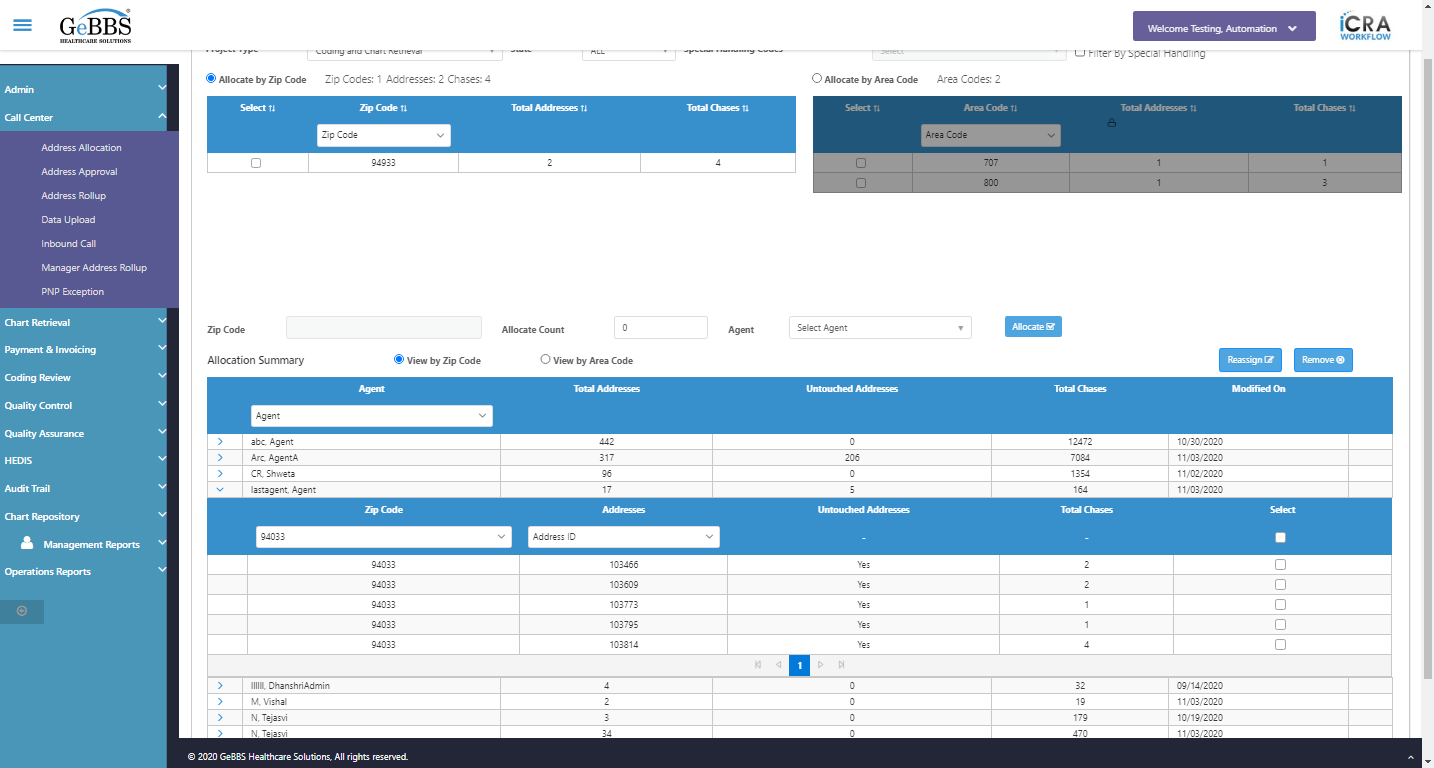 GeBBS
HEALTHCARE SOLUTIONS
Welcome Testing, Automation
iCRA
WORKFLOW
Project Type Coding and Chart Retrieval State ALL Special Handling Codes Select Filter By Special Handling
Admin
Call Center
Address Allocation
Address Approval
Address Rollup
Data Upload
Inbound Call
Manager Address Rollup
PNP Exception
Chart Retrieval
Payment & Invoicing
Coding Review
Quality Control
Quality Assurance
HEDIS
Audit Trail
Chart Repository
Management Reports
Operations Reports
Allocate by Zip Code Zip Codes: 1 Addresses: 2 Chases: 4
Select Zip Code Total Addresses Total Chases
Zip Code
94933 2 4
Allocate by Area Code Area Codes: 2
Select Area Code Total Addresses Total Chases
Area Code
707 1 1
800 1 3
Zip Code Allocate Count 0 Agent Select Agent Allocate
Allocation Summary View by Zip Code View by Area Code Reassign Remove
Agent Total Addresses Untouched Addresses Total Chases Modified On
Agent
abc, Agent 442 0 12472 10/30/2020
Arc, AgentA 317 206 7084 11/03/2020
CR, Shweta 96 0 1354 11/02/2020
lastagent, Agent 17 5 164 11/03/2020
Zip Code Addresses Untouched Addresses Total Chases Select
94033 Address ID - -
94033 103466 Yes 2
94033 103609 Yes 2
94033 103773 Yes 1
94033 103795 Yes 1
94033 103814 Yes 4
1
DhanshriAdmin 4 0 32 09/14/2020
M, Vishal 2 0 19 11/03/2020
N, Tejasvi 3 0 179 10/19/2020
N, Tejasvi 34 0 470 11/03/2020
© 2020 GeBBS Healthcare Solutions, All rights reserved.